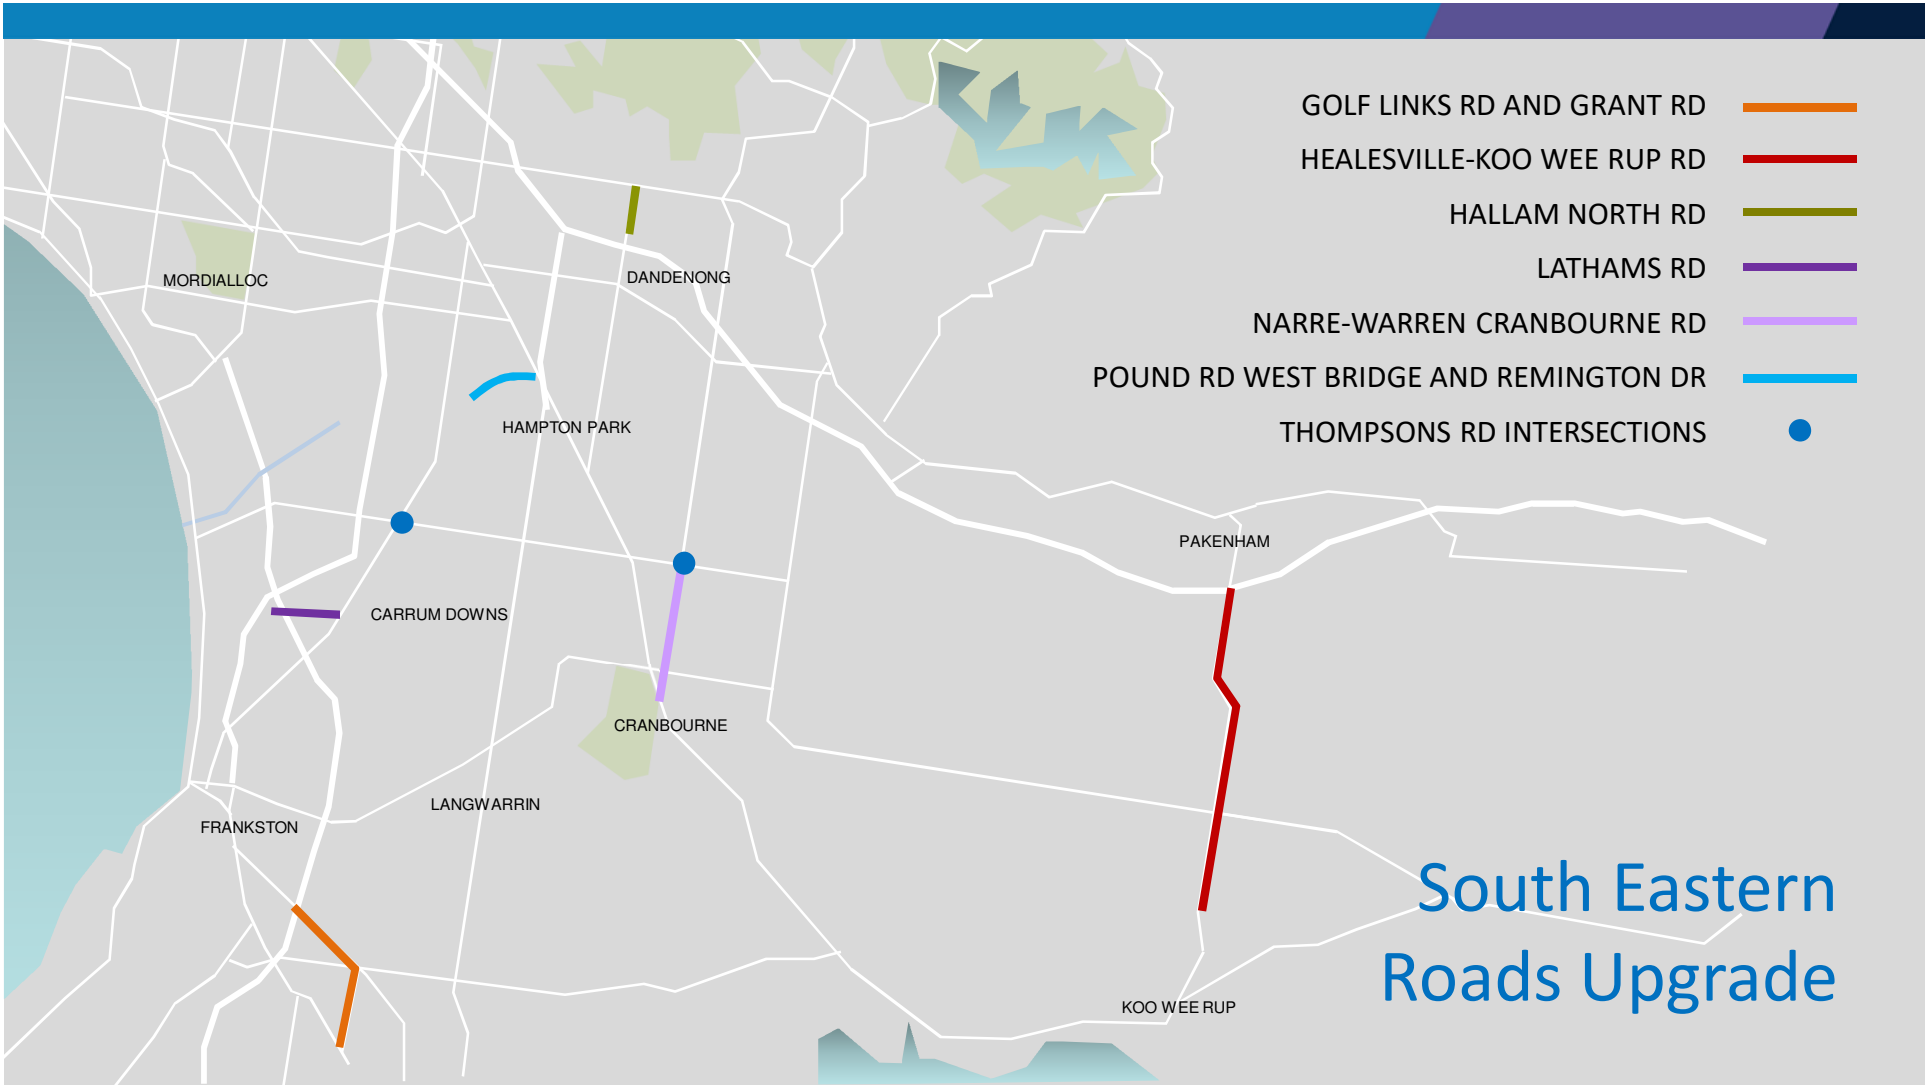 GOLF LINKS RD AND GRANT RD
HEALESVILLE-KOO WEE RUP RD
HALLAM NORTH RD
LATHAMS RD
NARRE-WARREN CRANBOURNE RD
POUND RD WEST BRIDGE AND REMINGTON DR
THOMPSONS RD INTERSECTIONS
MORDIALLOC
DANDENONG
HAMPTON PARK
PAKENHAM
CARRUM DOWNS
CRANBOURNE
LANGWARRIN
FRANKSTON
KOO WEE RUP
South Eastern
Roads Upgrade